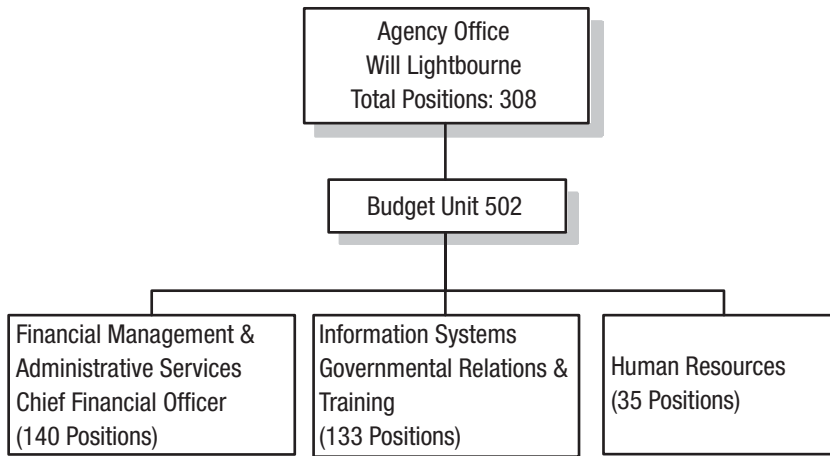 Agency Office
Will Lightbourne
Total Positions: 308
Budget Unit 502
Financial Management &
Administrative Services
Chief Financial Officer
(140 Positions)
Information Systems
Governmental Relations &
Training
(133 Positions)
Human Resources
(35 Positions)